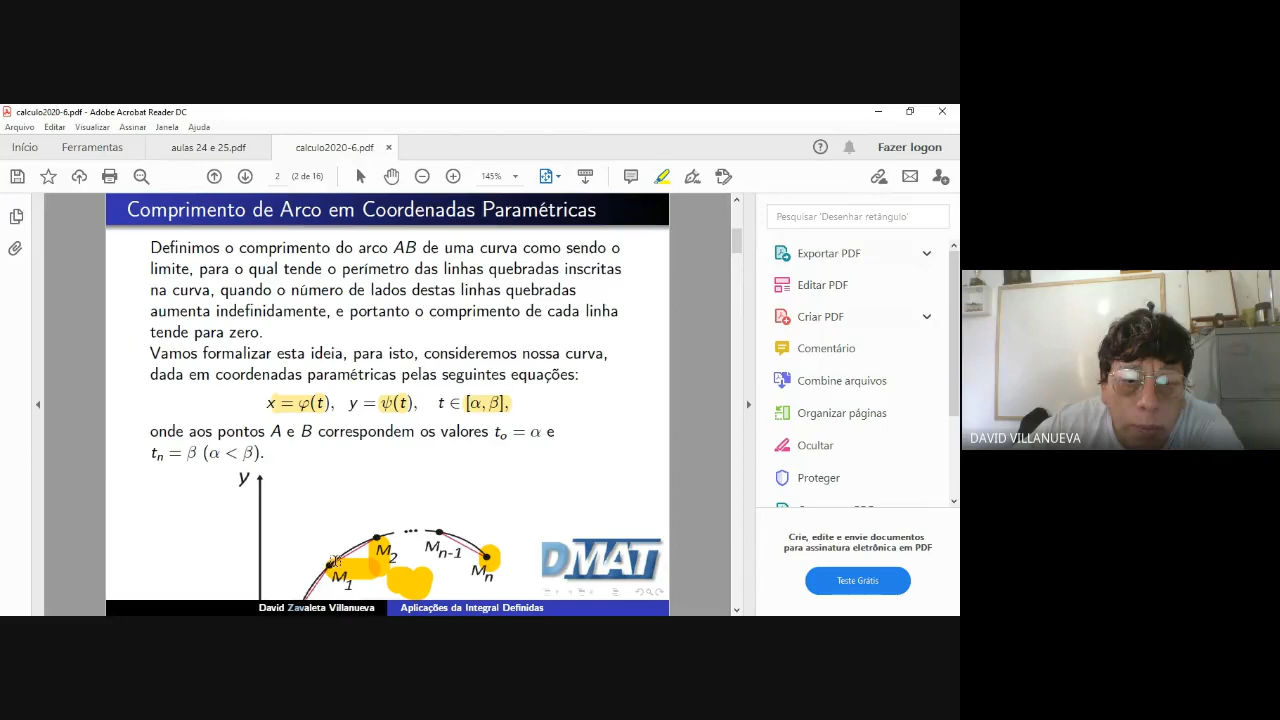 calculo2020-6.pdf - Adobe Acrobat Reader DC
Arquivo Editar Visualizar Assinar Janela Ajuda
Início Ferramentas aulas 24 e 25.pdf calculo2020-6.pdf × Fazer logon
2 (2 de 16) 145%
Comprimento de Arco em Coordenadas Paramétricas
Definimos o comprimento do arco AB de uma curva como sendo o
limite, para o qual tende o perímetro das linhas quebradas inscritas
na curva, quando o número de lados destas linhas quebradas
aumenta indefinidamente, e portanto o comprimento de cada linha
tende para zero.
Vamos formalizar esta ideia, para isto, consideremos nossa curva,
dada em coordenadas paramétricas pelas seguintes equações:
x = φ(t), y = ψ(t), t ∈ [α, β],
onde aos pontos A e B correspondem os valores t_o = α e
t_n = β (α < β).
y
M_1
M_2
...
M_{n-1}
M_n
DMAT
David Zavaleta Villanueva Aplicações da Integral Definidas
Pesquisar 'Desenhar retângulo'
Exportar PDF
Editar PDF
Criar PDF
Comentário
Combine arquivos
Organizar páginas
Ocultar
Proteger
Crie, edite e envie documentos
para assinatura eletrônica em PDF
Teste Grátis
DAVID VILLANUEVA